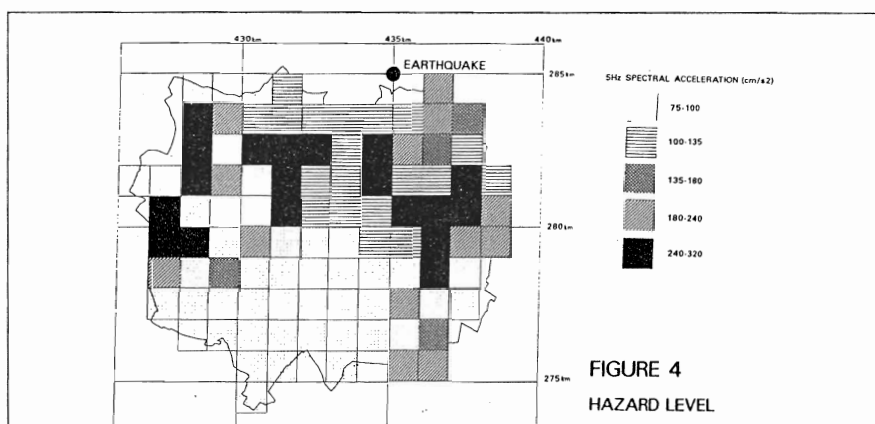 430km 435km 440km
EARTHQUAKE
285km
280km
275km
5Hz SPECTRAL ACCELERATION (cm/s2)
75-100
100-135
135-180
180-240
240-320
FIGURE 4
HAZARD LEVEL